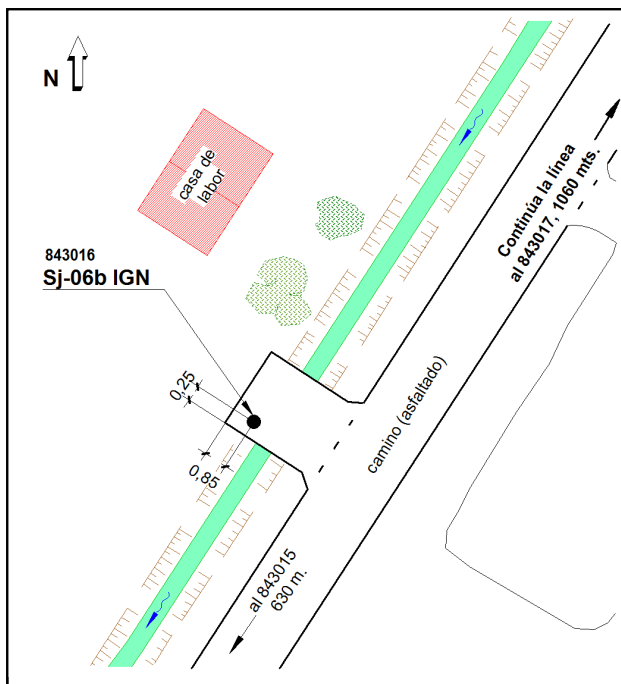 N
casa de
labor
843016
Sj-06b IGN
0,25
0,85
Continúa la línea
al 843017, 1060 mts.
camino (asfaltado)
al 843015
630 m.